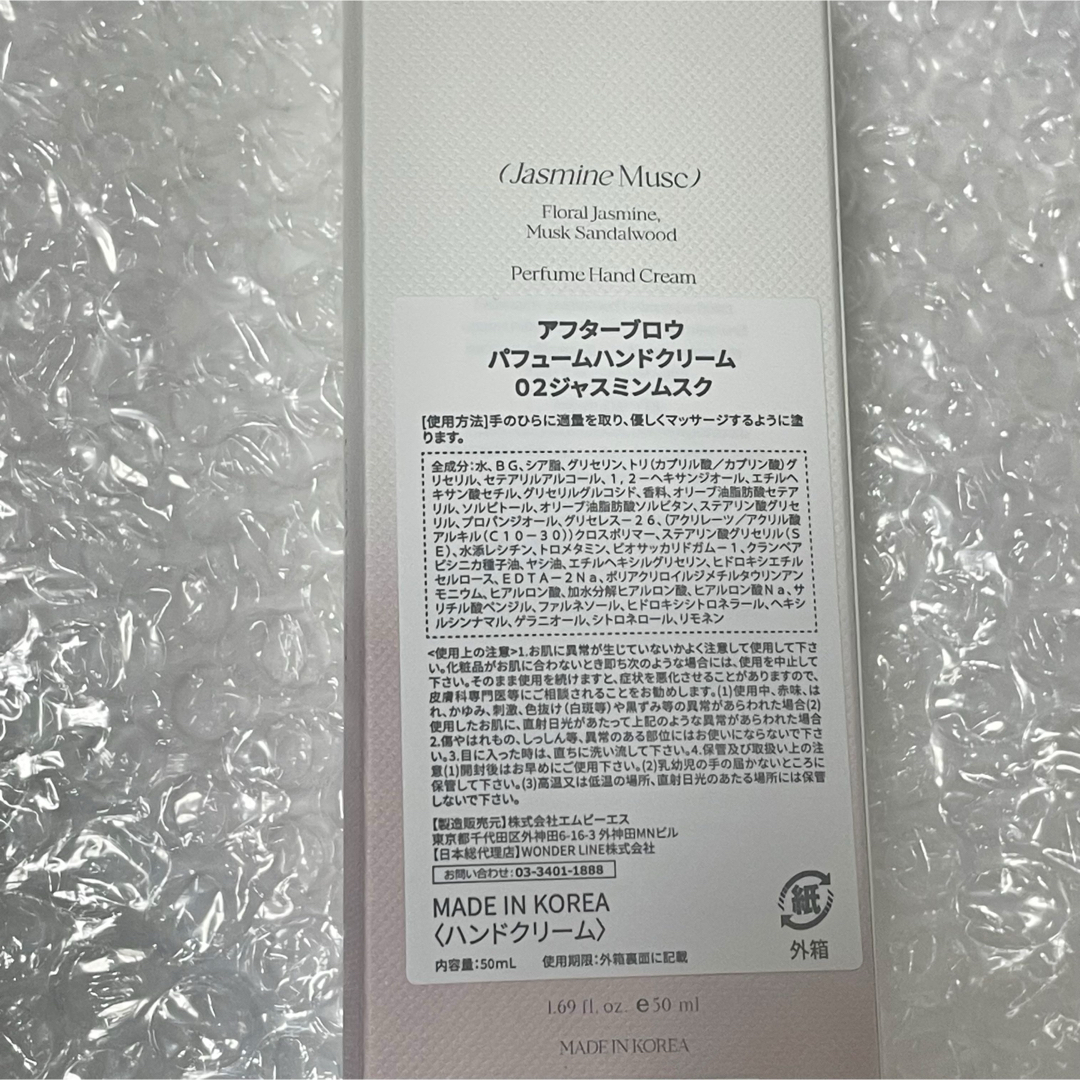 (Jasmine Musc)
Floral Jasmine,
Musk Sandalwood
Perfume Hand Cream
アフターブロウ
パフュームハンドクリーム
02ジャスミンムスク
[使用方法]手のひらに適量を取り、優しくマッサージするように塗
ります。
全成分:水、BG、シア脂、グリセリン、トリ(カプリル酸/カプリン酸)グ
リセリル、セテアリルアルコール、1,2-ヘキサンジオール、エチルヘ
キサン酸セチル、グリセリルグルコシド、香料、オリーブ油脂肪酸セテア
リル、ソルビトール、オリーブ油脂肪酸ソルビタン、ステアリン酸グリセ
リル、プロパンジオール、グリセレス-26、(アクリレーツ/アクリル酸
アルキル(C10-30))クロスポリマー、ステアリン酸グリセリル(S
E)、水添レシチン、トロメタミン、ビオサッカリドガム-1、クランベア
ビシニカ種子油、ヤシ油、エチルヘキシルグリセリン、ヒドロキシエチル
セルロース、EDTA-2Na、ポリアクリロイルジメチルタウリンアン
モニウム、ヒアルロン酸、加水分解ヒアルロン酸、ヒアルロン酸Na、サ
リチル酸ベンジル、ファルネソール、ヒドロキシシトロネラール、ヘキシ
ルシンナマル、ゲラニオール、シトロネロール、リモネン
<使用上の注意>1.お肌に異常が生じていないかよく注意して使用して下さ
い。化粧品がお肌に合わないとき即ち次のような場合には、使用を中止して
下さい。そのまま使用を続けますと、症状を悪化させることがありますので、
皮膚科専門医等にご相談されることをお勧めします。(1)使用中、赤味、は
れ、かゆみ、刺激、色抜け(白斑等)や黒ずみ等の異常があらわれた場合(2)
使用したお肌に、直射日光があたって上記のような異常があらわれた場合
2.傷やはれもの、しっしん等、異常のある部位にはお使いにならないで下さ
い。3.目に入った時は、直ちに洗い流して下さい。4.保管及び取扱い上の注
意(1)開封後はお早めにご使用下さい。(2)乳幼児の手の届かないところに
保管して下さい。(3)高温又は低温の場所、直射日光のあたる場所には保管
しないで下さい。
【製造販売元】株式会社エムピーエス
東京都千代田区外神田6-16-3 外神田MNビル
【日本総代理店】WONDER LINE株式会社
お問い合わせ:03-3401-1888
MADE IN KOREA
〈ハンドクリーム〉
内容量:50mL 使用期限:外箱裏面に記載
紙
外箱
1.69 fl. oz. e50 ml
MADE IN KOREA